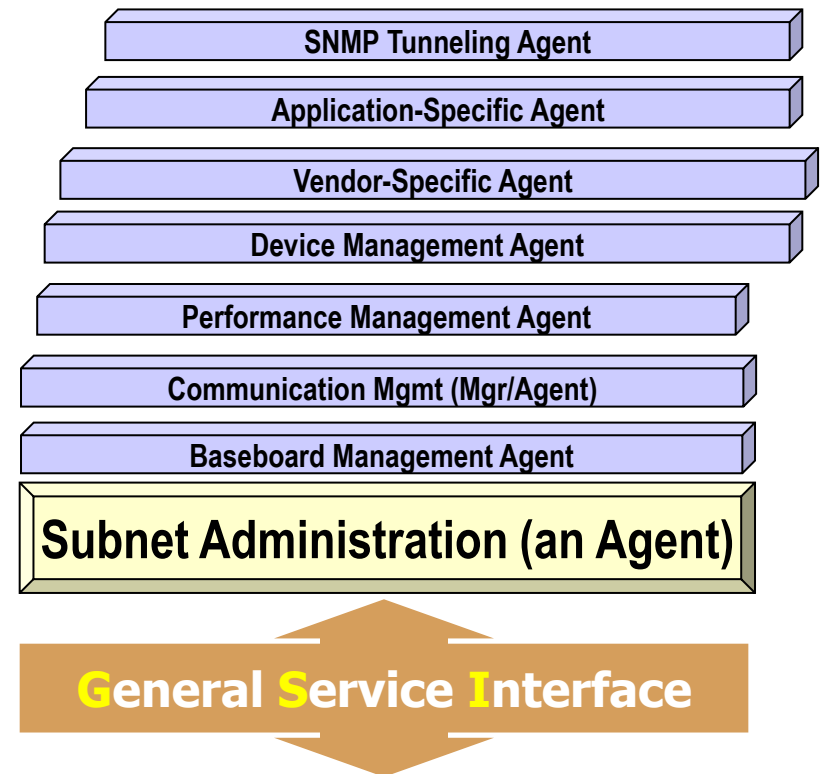 SNMP Tunneling Agent
Application-Specific Agent
Vendor-Specific Agent
Device Management Agent
Performance Management Agent
Communication Mgmt (Mgr/Agent)
Baseboard Management Agent
Subnet Administration (an Agent)
General Service Interface